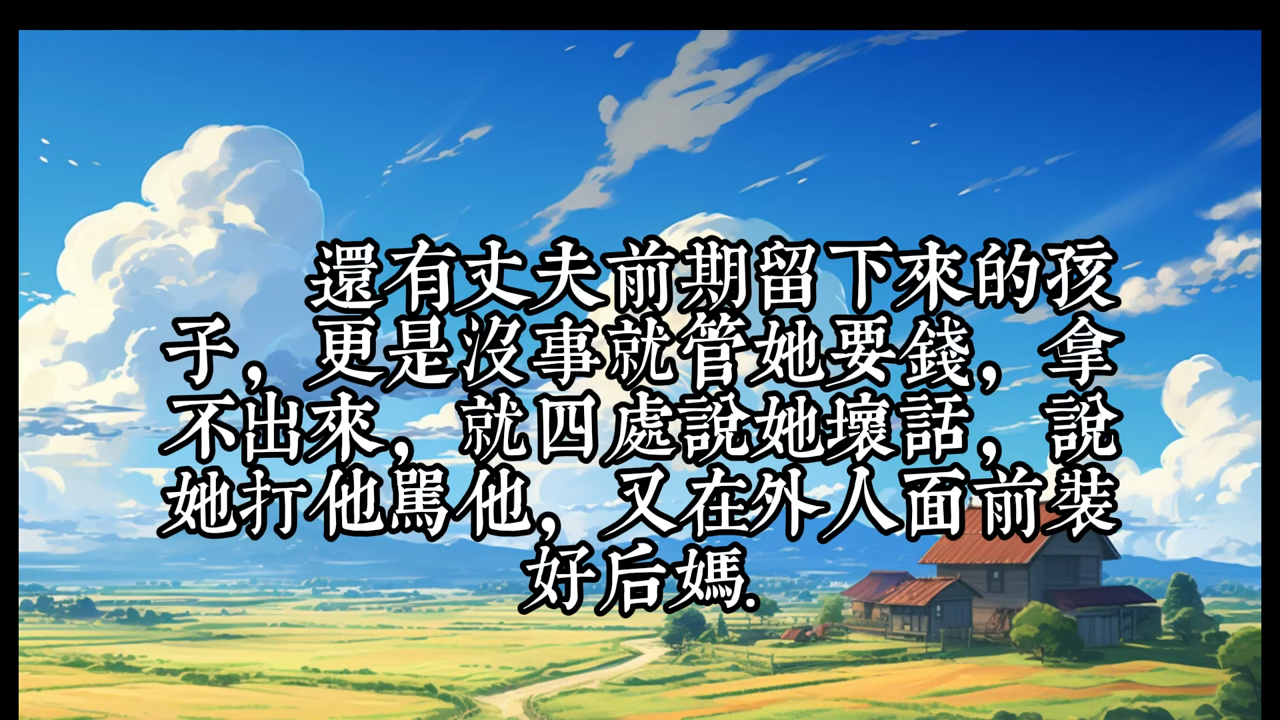 還有丈夫前期留下來的孩
子，更是沒事就管她要錢，拿
不出來，就四處說她壞話，說
她打他駡他，又在外人面前裝
好后媽.